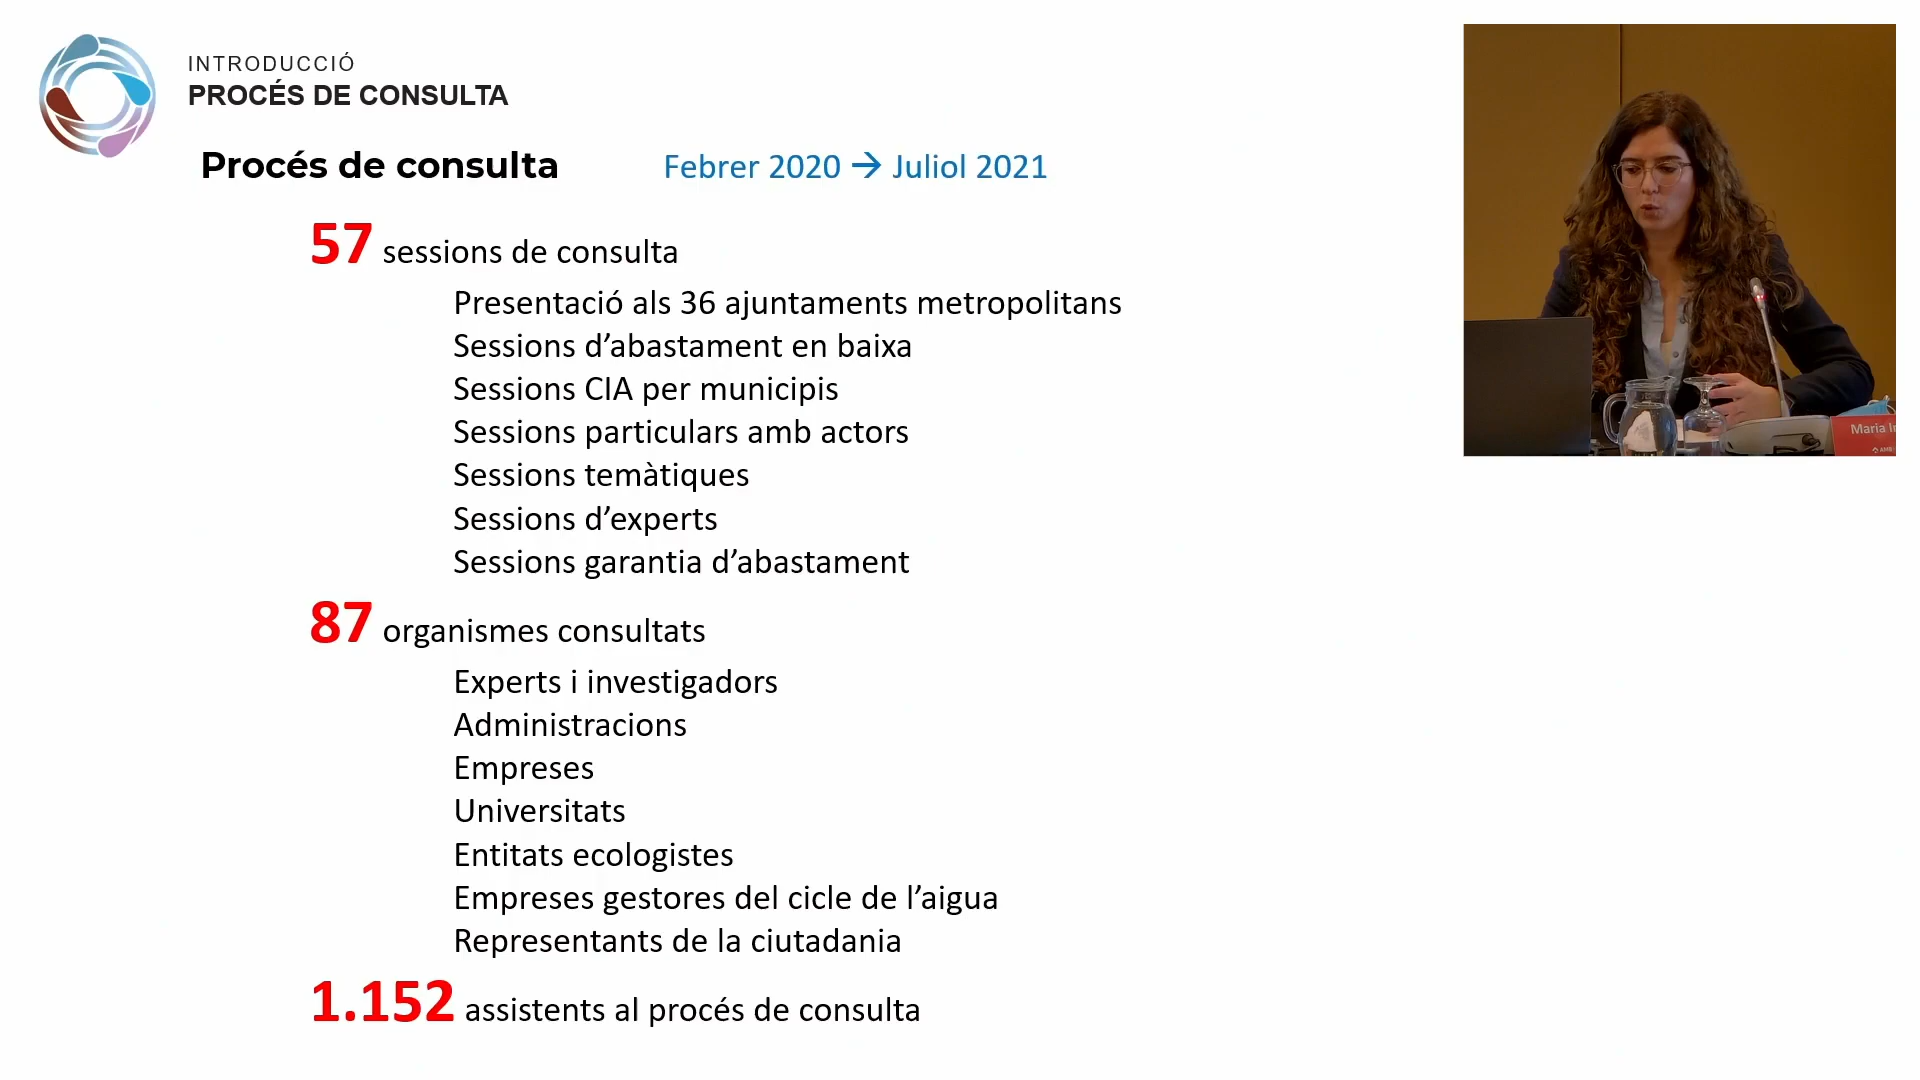 INTRODUCCIÓ
PROCÉS DE CONSULTA
Procés de consulta Febrer 2020 → Juliol 2021
57 sessions de consulta
Presentació als 36 ajuntaments metropolitans
Sessions d’abastament en baixa
Sessions CIA per municipis
Sessions particulars amb actors
Sessions temàtiques
Sessions d’experts
Sessions garantia d’abastament
87 organismes consultats
Experts i investigadors
Administracions
Empreses
Universitats
Entitats ecologistes
Empreses gestores del cicle de l’aigua
Representants de la ciutadania
1.152 assistents al procés de consulta
Maria
AMB